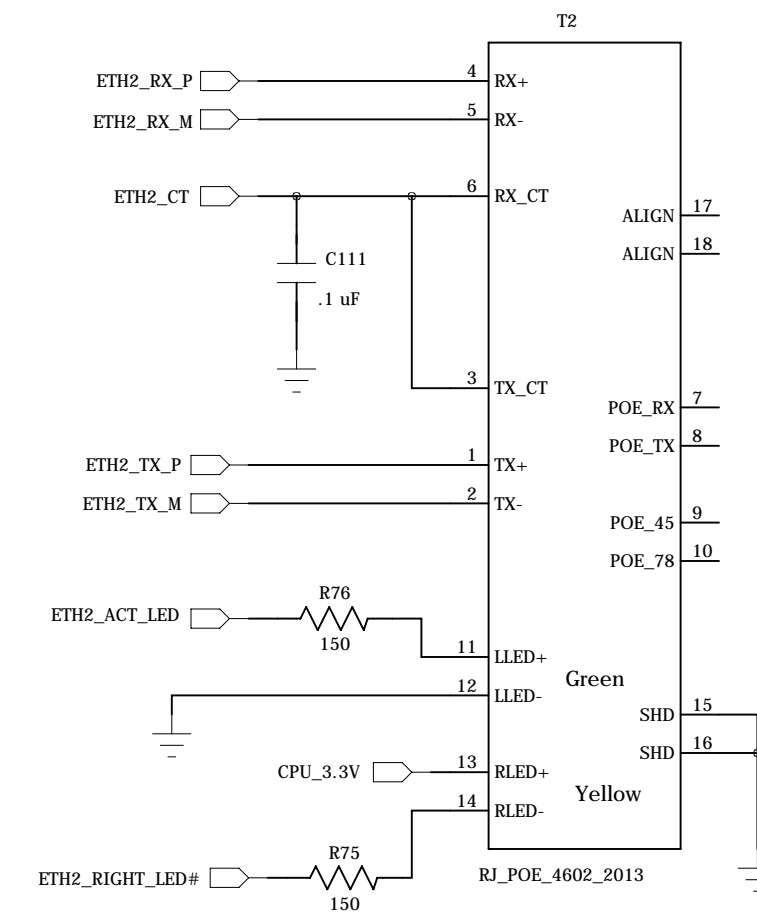 T2
ETH2_RX_P 4 RX+
ETH2_RX_M 5 RX-
ETH2_CT 6 RX_CT
ALIGN 17
ALIGN 18
C111
.1 uF
3 TX_CT
POE_RX 7
POE_TX 8
ETH2_TX_P 1 TX+
ETH2_TX_M 2 TX-
POE_45 9
POE_78 10
R76
ETH2_ACT_LED
150
11 LLED+
Green
12 LLED-
SHD 15
SHD 16
CPU_3.3V 13 RLED+
Yellow
14 RLED-
R75
ETH2_RIGHT_LED#
150
RJ_POE_4602_2013